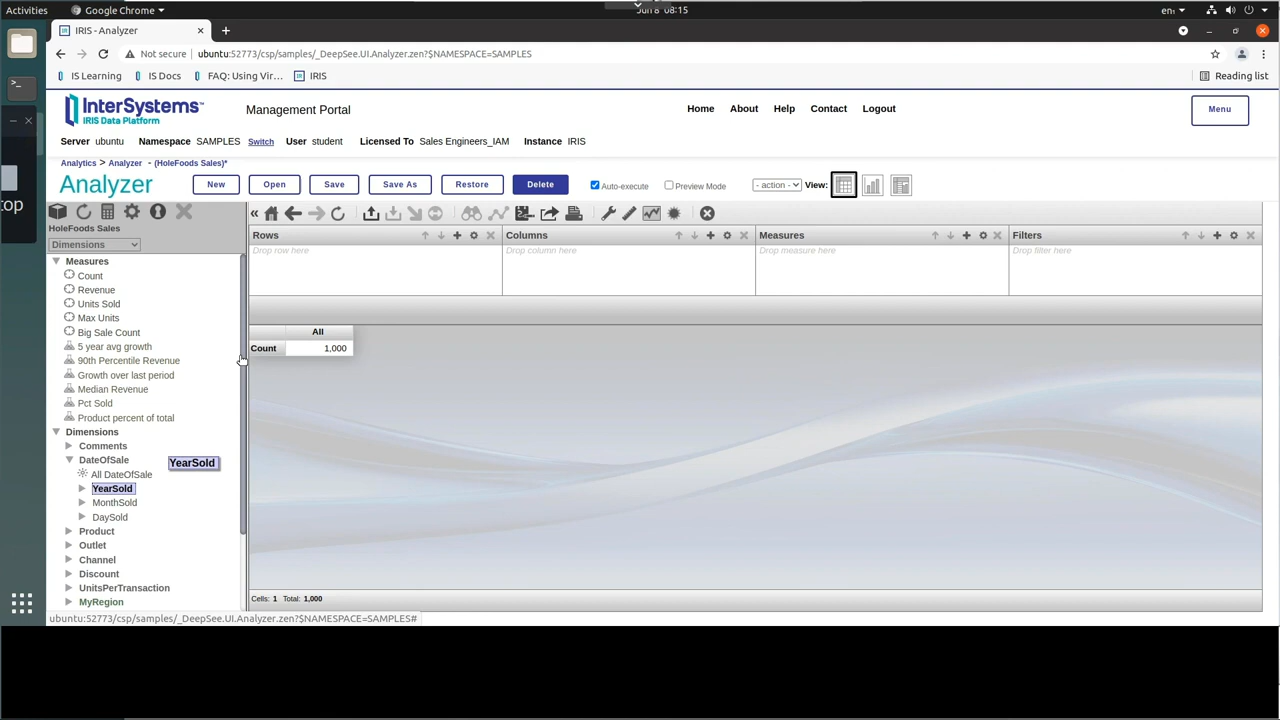 Activities
Google Chrome
Jun 8 08:15
en₁
IRIS - Analyzer
Not secure
ubuntu:52773/csp/samples/_DeepSee.UI.Analyzer.zen?$NAMESPACE=SAMPLES
IS Learning
IS Docs
FAQ: Using Vir…
IRIS
Reading list
InterSystems
IRIS Data Platform
Management Portal
Home
About
Help
Contact
Logout
Menu
Server ubuntu
Namespace SAMPLES Switch
User student
Licensed To Sales Engineers_IAM
Instance IRIS
Analytics > Analyzer - (HoleFoods Sales)*
Analyzer
New
Open
Save
Save As
Restore
Delete
Auto-execute
Preview Mode
- action -
View:
top
HoleFoods Sales
Dimensions
Rows
Columns
Measures
Filters
Drop row here
Drop column here
Drop measure here
Drop filter here
Measures
Count
Revenue
Units Sold
Max Units
Big Sale Count
5 year avg growth
90th Percentile Revenue
Growth over last period
Median Revenue
Pct Sold
Product percent of total
Dimensions
Comments
DateOfSale
YearSold
All DateOfSale
YearSold
MonthSold
DaySold
Product
Outlet
Channel
Discount
UnitsPerTransaction
MyRegion
All
Count 1,000
Cells: 1 Total: 1,000
ubuntu:52773/csp/samples/_DeepSee.UI.Analyzer.zen?$NAMESPACE=SAMPLES#